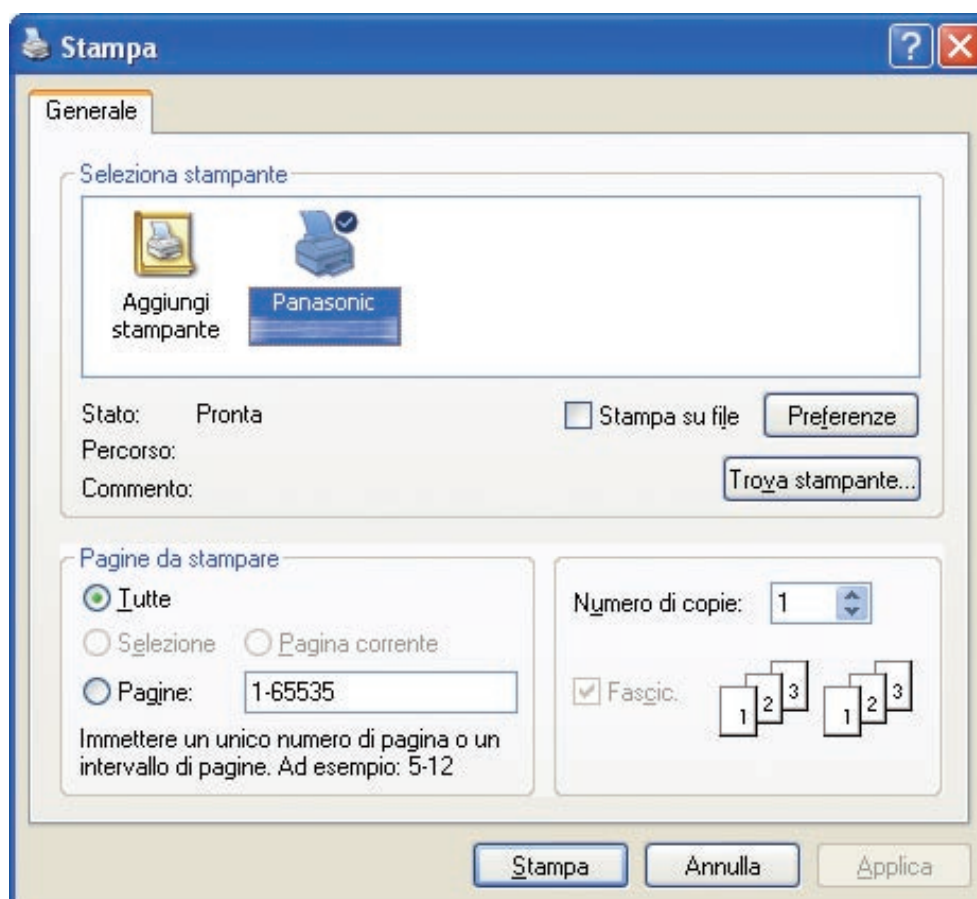 Stampa
Generale
Seleziona stampante
Aggiungi
stampante
Panasonic
Stato: Pronta
Percorso:
Commento:
Stampa su file
Preferenze
Trova stampante...
Pagine da stampare
Tutte
Selezione Pagina corrente
Pagine: 1-65535
Immettere un unico numero di pagina o un
intervallo di pagine. Ad esempio: 5-12
Numero di copie: 1
Fascic.
1 2 3 1 2 3
Stampa Annulla Applica